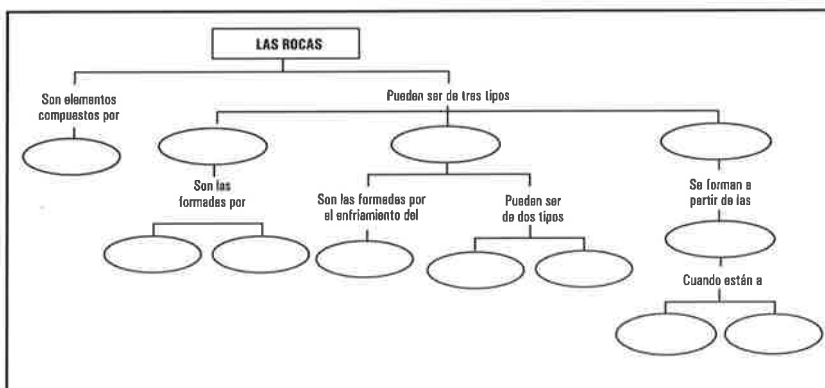 LAS ROCAS
Son elementos
compuestos por
Pueden ser de tres tipos
Son las
formadas por
Son las formadas por
el enfriamiento del
Pueden ser
de dos tipos
Se forman a
partir de las
Cuando están a